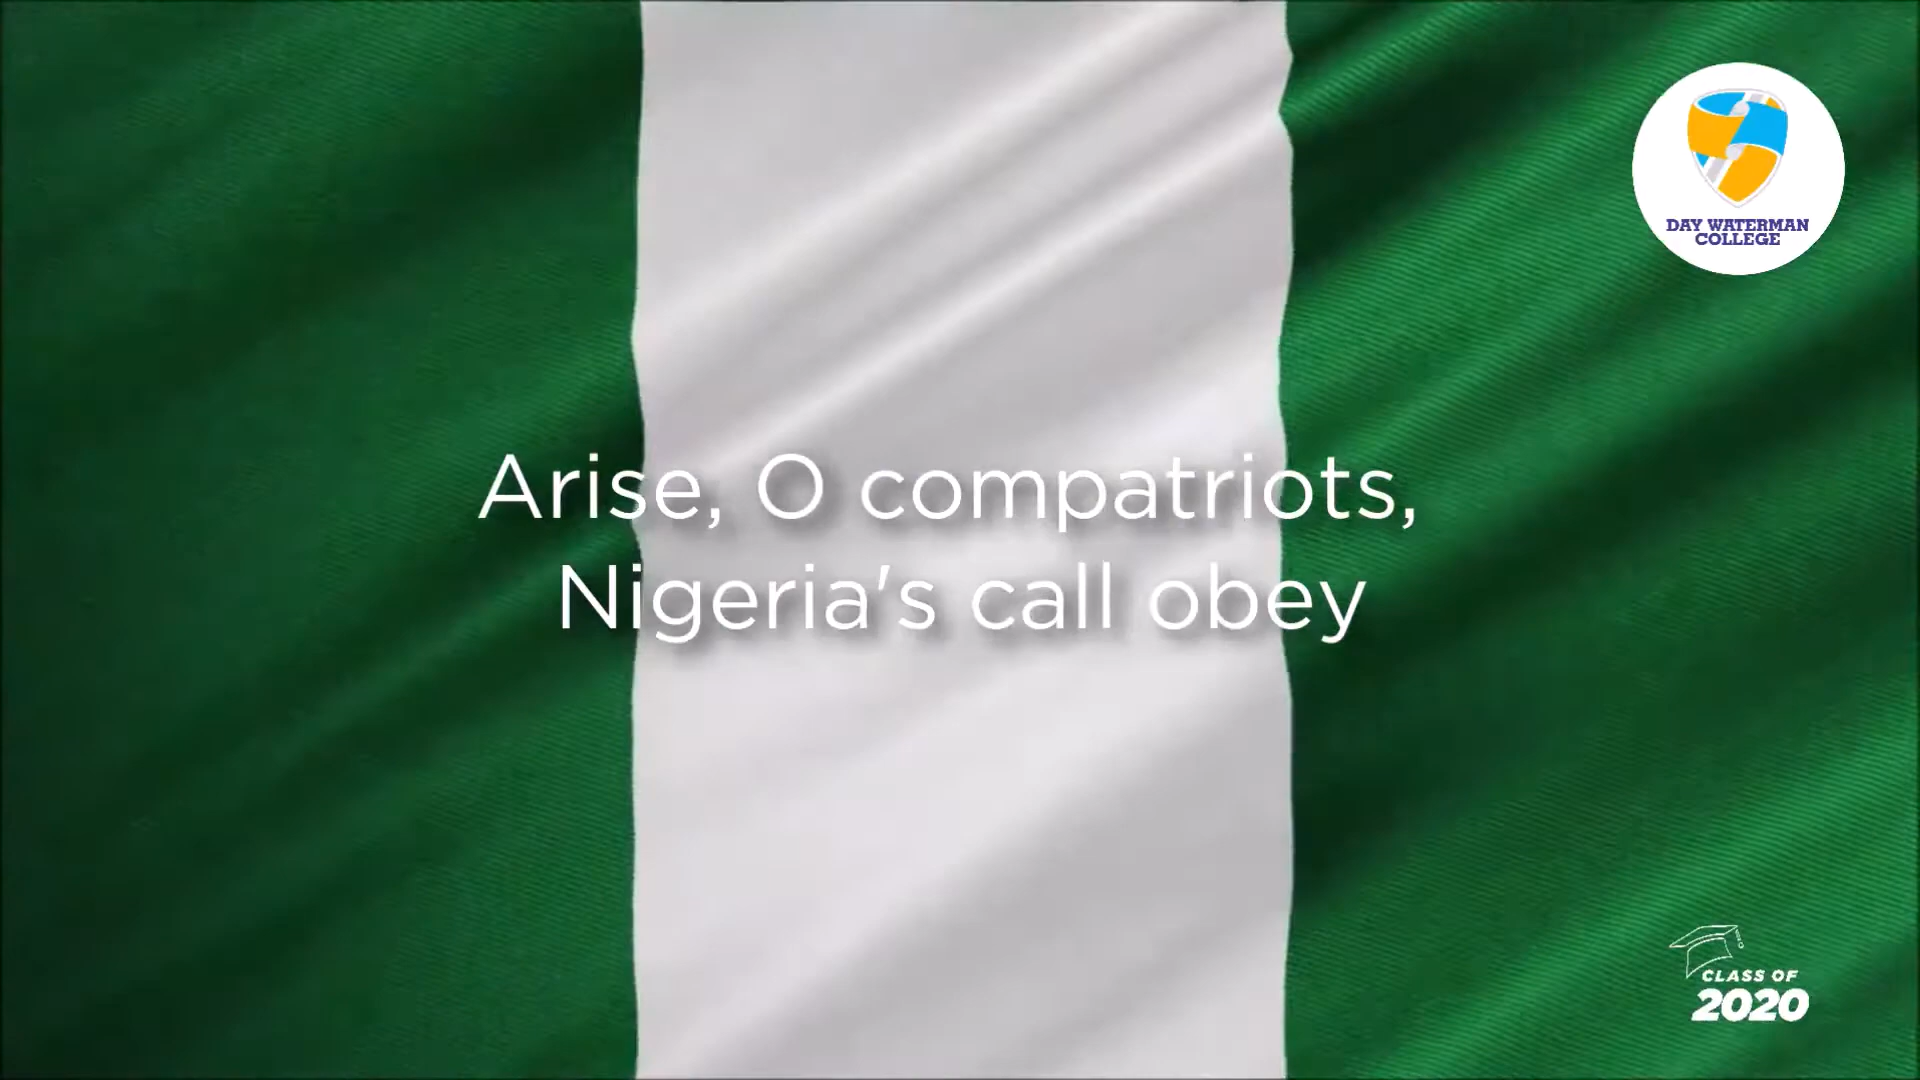 DAY WATERMAN
COLLEGE
Arise, O compatriots,
Nigeria's call obey
CLASS OF
2020